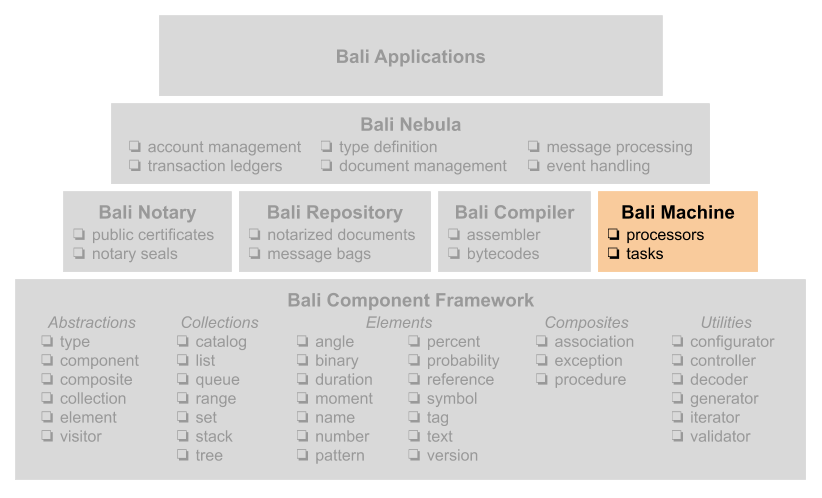 Bali Applications
Bali Nebula
❏ account management ❏ type definition ❏ message processing
❏ transaction ledgers ❏ document management ❏ event handling
Bali Notary
❏ public certificates
❏ notary seals
Bali Repository
❏ notarized documents
❏ message bags
Bali Compiler
❏ assembler
❏ bytecodes
Bali Machine
❏ processors
❏ tasks
Bali Component Framework
Abstractions
❏ type
❏ component
❏ composite
❏ collection
❏ element
❏ visitor
Collections
❏ catalog
❏ list
❏ queue
❏ range
❏ set
❏ stack
❏ tree
Elements
❏ angle ❏ percent
❏ binary ❏ probability
❏ duration ❏ reference
❏ moment ❏ symbol
❏ name ❏ tag
❏ number ❏ text
❏ pattern ❏ version
Composites
❏ association
❏ exception
❏ procedure
Utilities
❏ configurator
❏ controller
❏ decoder
❏ generator
❏ iterator
❏ validator